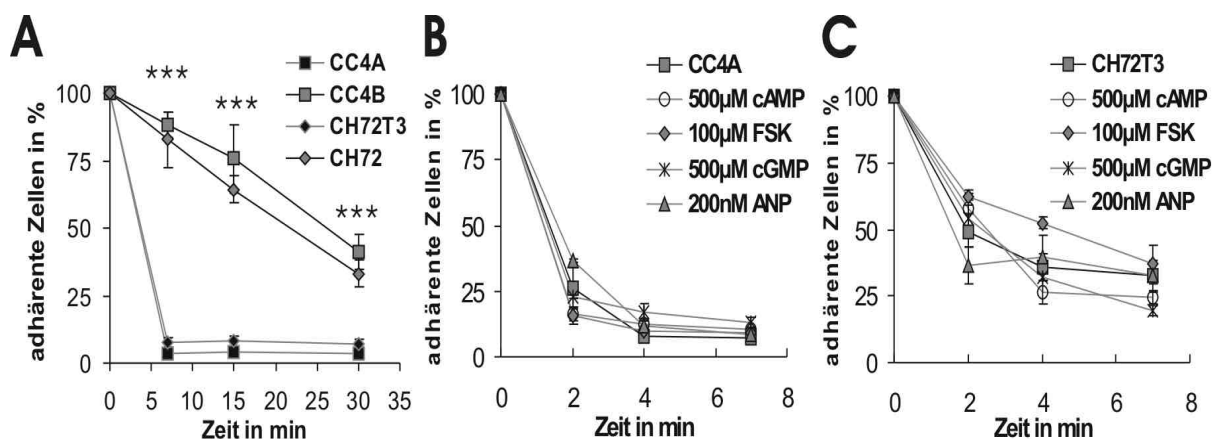 A
***
***
***
CC4A
CC4B
CH72T3
CH72
adhärente Zellen in %
100
75
50
25
0
0 5 10 15 20 25 30 35
Zeit in min
B
CC4A
500µM cAMP
100µM FSK
500µM cGMP
200nM ANP
adhärente Zellen in %
100
75
50
25
0
0 2 4 6 8
Zeit in min
C
CH72T3
500µM cAMP
100µM FSK
500µM cGMP
200nM ANP
adhärente Zellen in %
100
75
50
25
0
0 2 4 6 8
Zeit in min